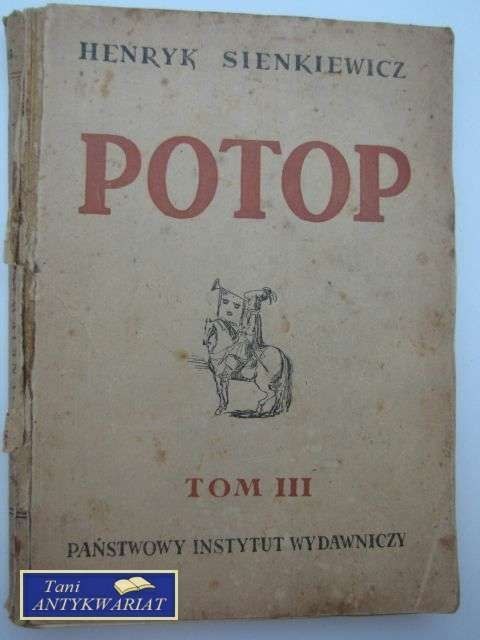 HENRYK SIENKIEWICZ
POTOP
TOM III
PAŃSTWOWY INSTYTUT WYDAWNICZY
Tani
ANTYKWARIAT